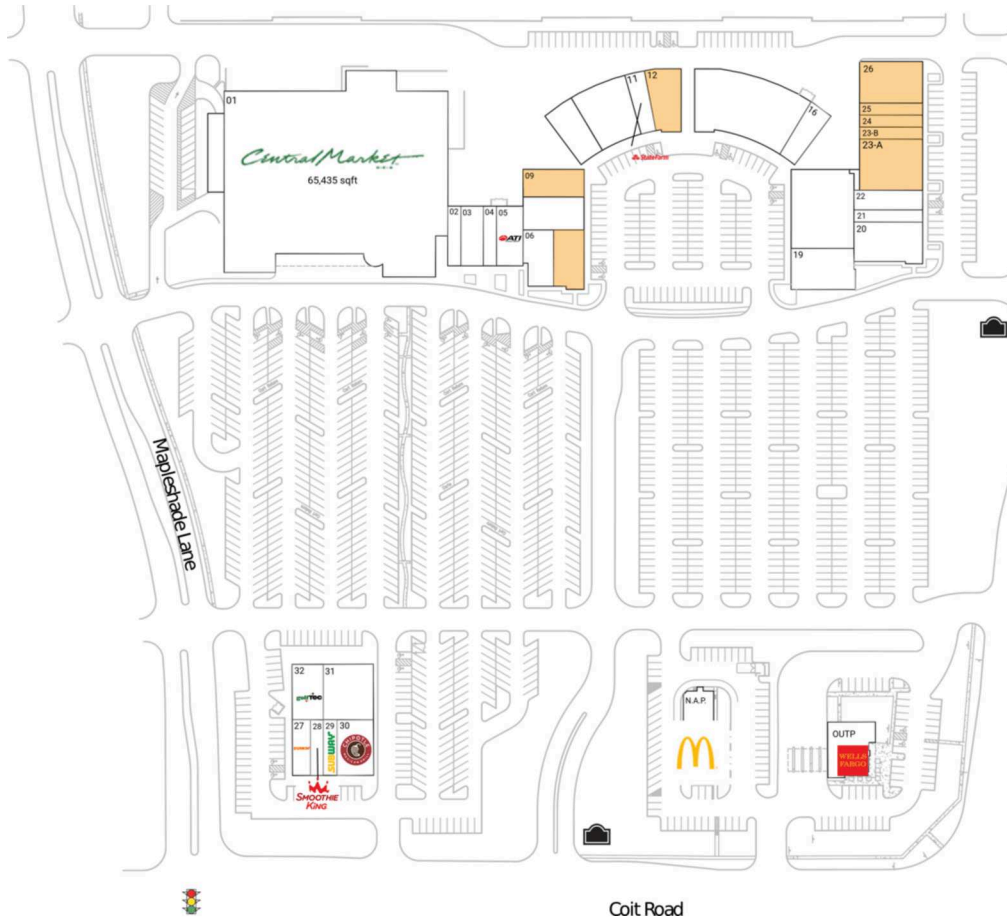 01
Central Market
H-E-B
65,435 sqft
02
03
04
05
ATI
06
09
11
12
StateFarm
16
26
25
24
23-B
23-A
22
21
20
19
Mapleshade Lane
32
31
27
28
29
30
SUBWAY
CHIPOTLE
SMOOTHIE
KING
N.A.P.
OUTP
WELLS
FARGO
Coit Road